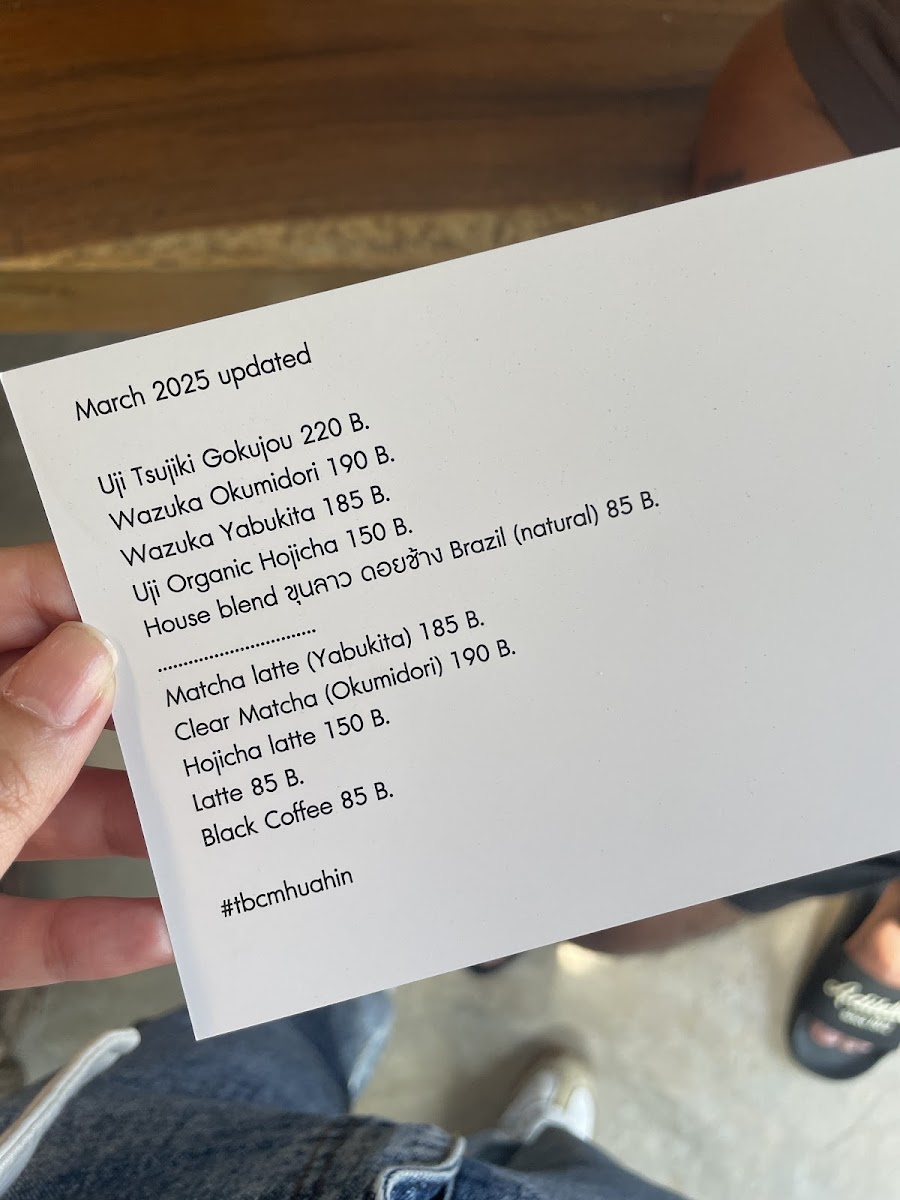 March 2025 updated
Uji Tsujiki Gokujou 220 B.
Wazuka Okumidori 190 B.
Wazuka Yabukita 185 B.
Uji Organic Hojicha 150 B.
House blend ขุนลาว ดอยช้าง Brazil (natural) 85 B.
...............................
Matcha latte (Yabukita) 185 B.
Clear Matcha (Okumidori) 190 B.
Hojicha latte 150 B.
Latte 85 B.
Black Coffee 85 B.
#tbcmhuahin